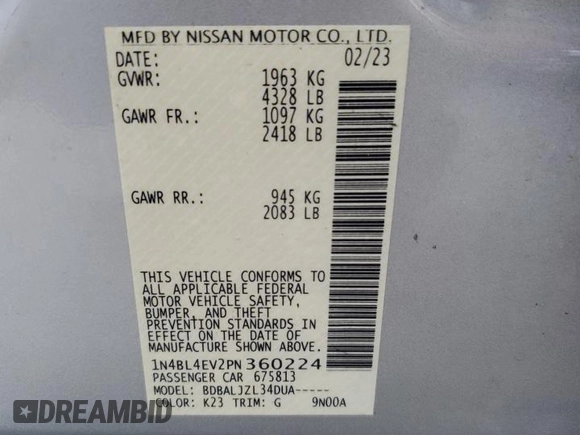 MFD BY NISSAN MOTOR CO., LTD.
DATE: 02/23
GVWR: 1963 KG
4328 LB
GAWR FR.: 1097 KG
2418 LB
GAWR RR.: 945 KG
2083 LB
THIS VEHICLE CONFORMS TO
ALL APPLICABLE FEDERAL
MOTOR VEHICLE SAFETY,
BUMPER, AND THEFT
PREVENTION STANDARDS IN
EFFECT ON THE DATE OF
MANUFACTURE SHOWN ABOVE.
1N4BL4EV2PN360224
PASSENGER CAR 675813
MODEL: BDBALJZL34DUA-----
COLOR: K23 TRIM: G 9N00A
DREAMBID